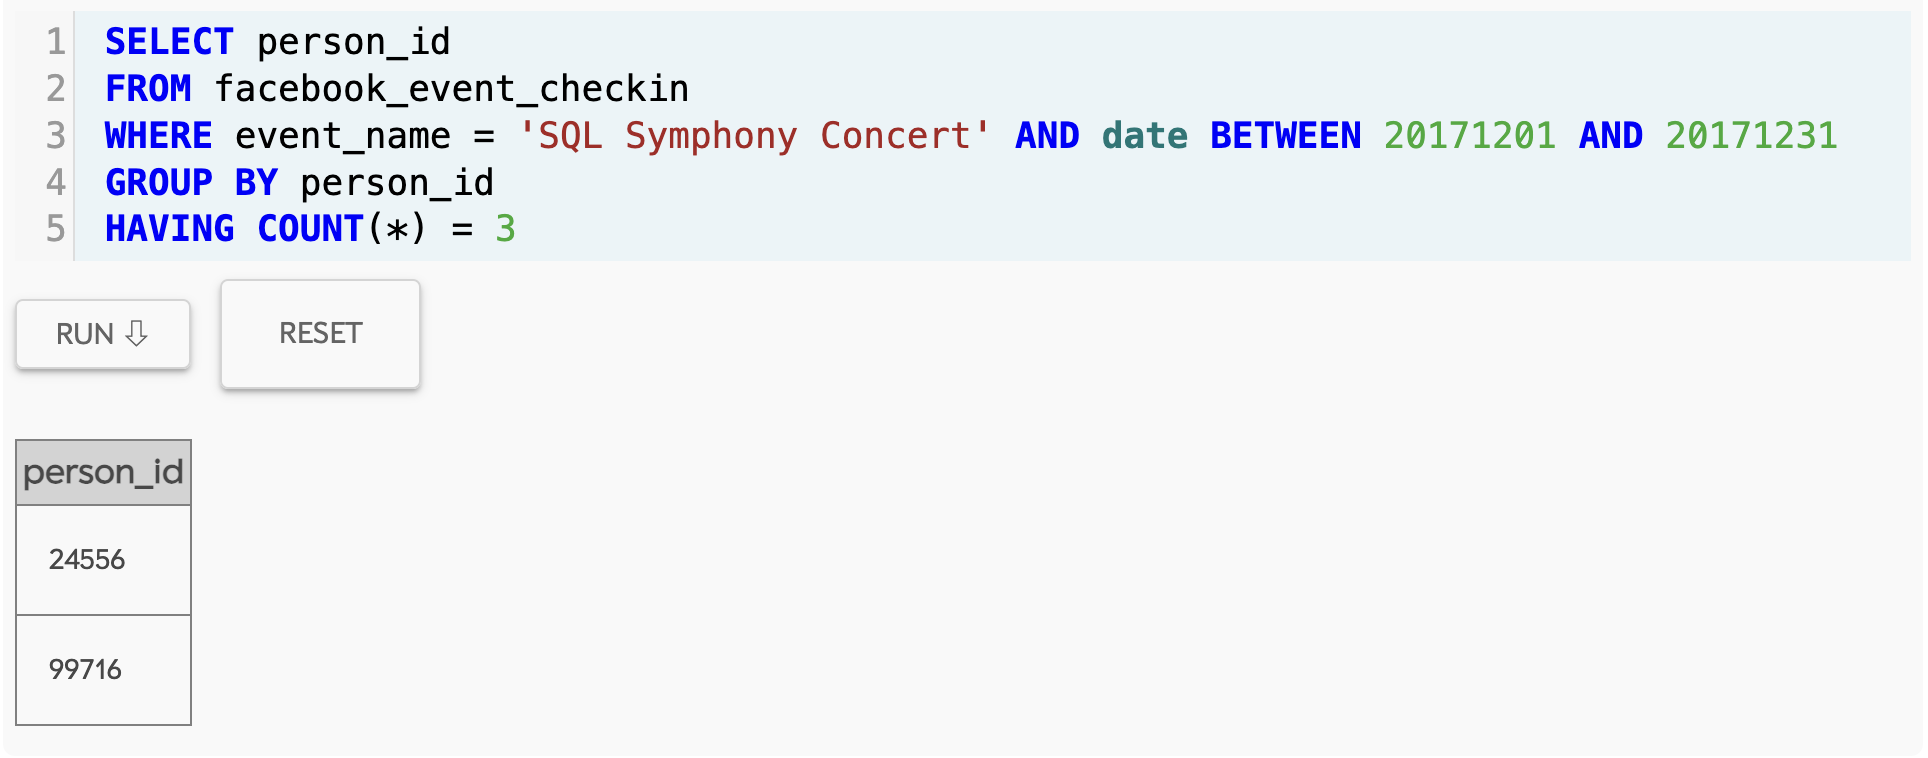 1 SELECT person_id
2 FROM facebook_event_checkin
3 WHERE event_name = 'SQL Symphony Concert' AND date BETWEEN 20171201 AND 20171231
4 GROUP BY person_id
5 HAVING COUNT(*) = 3
RUN ⇩ RESET
person_id
24556
99716